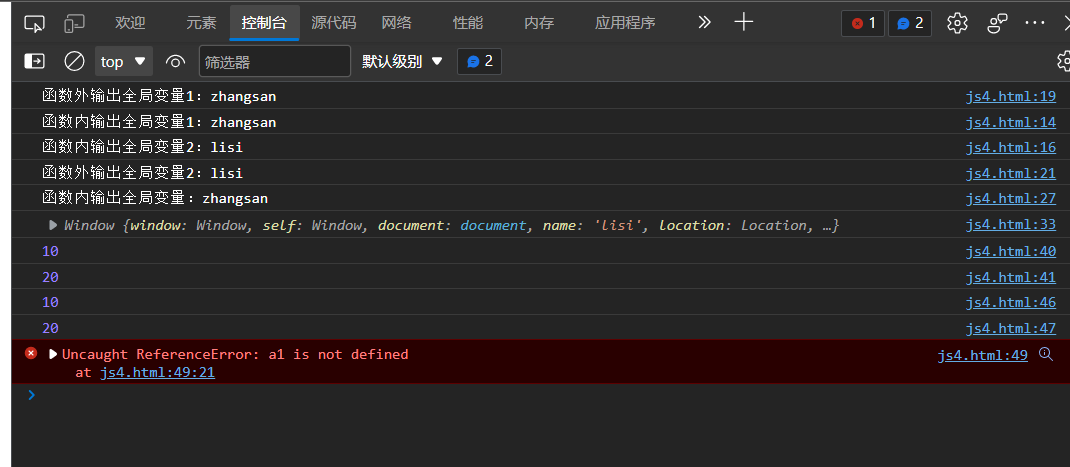 欢迎 元素 控制台 源代码 网络 性能 内存 应用程序 1 2
top 筛选器 默认级别 2
函数外输出全局变量1：zhangsan js4.html:19
函数内输出全局变量1：zhangsan js4.html:14
函数内输出全局变量2：lisi js4.html:16
函数外输出全局变量2：lisi js4.html:21
函数内输出全局变量：zhangsan js4.html:27
Window {window: Window, self: Window, document: document, name: 'lisi', location: Location, …} js4.html:33
10 js4.html:40
20 js4.html:41
10 js4.html:46
20 js4.html:47
Uncaught ReferenceError: a1 is not defined js4.html:49
at js4.html:49:21